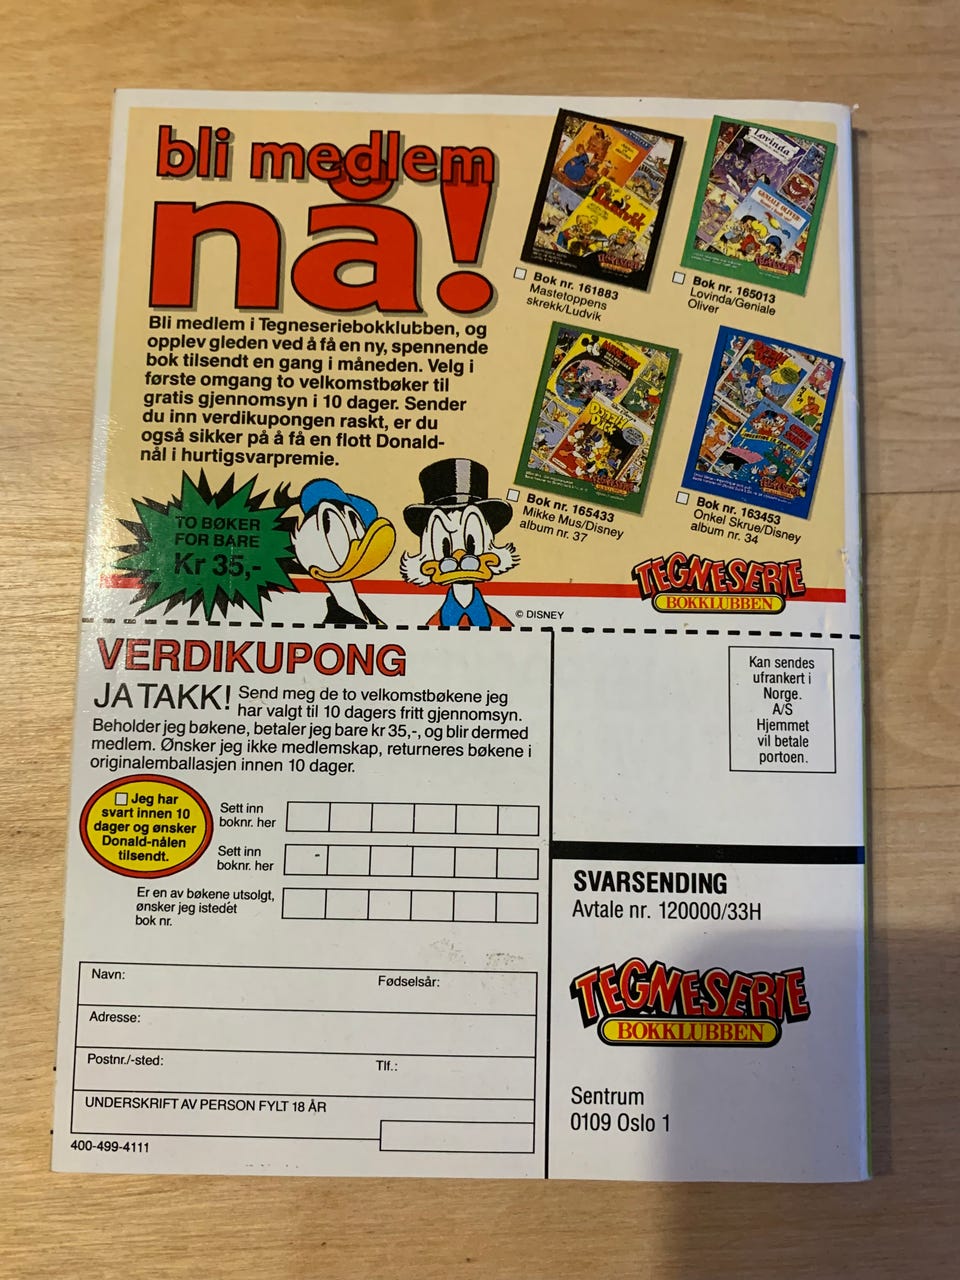 bli medlem
nå!
Bli medlem i Tegneseriebokklubben, og
opplev gleden ved å få en ny, spennende
bok tilsendt en gang i måneden. Velg i
første omgang to velkomstbøker til
gratis gjennomsyn i 10 dager. Sender
du inn verdikupongen raskt, er du
også sikker på å få en flott Donald-
nål i hurtigsvarpremie.
TO BØKER
FOR BARE
Kr 35,-
Ludvik
Bok nr. 161883
Mastetoppens
skrekk/Ludvik
Lovinda
GENIALE OLIVER
TEGNESERIE
Bok nr. 165013
Lovinda/Geniale
Oliver
Donald Duck
Bok nr. 165433
Mikke Mus/Disney
album nr. 37
Bok nr. 163453
Onkel Skrue/Disney
album nr. 34
TEGNESERIE
BOKKLUBBEN
© DISNEY
VERDIKUPONG
JA TAKK! Send meg de to velkomstbøkene jeg
har valgt til 10 dagers fritt gjennomsyn.
Beholder jeg bøkene, betaler jeg bare kr 35,-, og blir dermed
medlem. Ønsker jeg ikke medlemskap, returneres bøkene i
originalemballasjen innen 10 dager.
Jeg har
svart innen 10
dager og ønsker
Donald-nålen
tilsendt.
Sett inn
boknr. her
Sett inn
boknr. her
Er en av bøkene utsolgt,
ønsker jeg istedet
bok nr.
Navn:
Fødselsår:
Adresse:
Postnr./-sted:
Tlf.:
UNDERSKRIFT AV PERSON FYLT 18 ÅR
400-499-4111
Kan sendes
ufrankert i
Norge.
A/S
Hjemmet
vil betale
portoen.
SVARSENDING
Avtale nr. 120000/33H
TEGNESERIE
BOKKLUBBEN
Sentrum
0109 Oslo 1